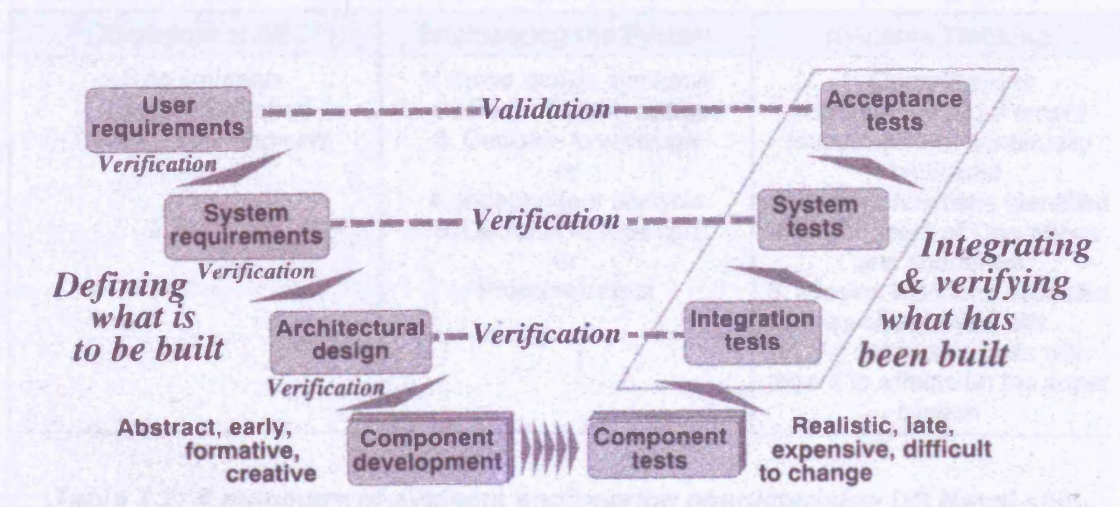 User
requirements
Validation
Acceptance
tests
Verification
System
requirements
Verification
System
tests
Verification
Defining
what is
to be built
Integrating
& verifying
what has
been built
Architectural
design
Verification
Integration
tests
Verification
Abstract, early,
formative,
creative
Component
development
Component
tests
Realistic, late,
expensive, difficult
to change